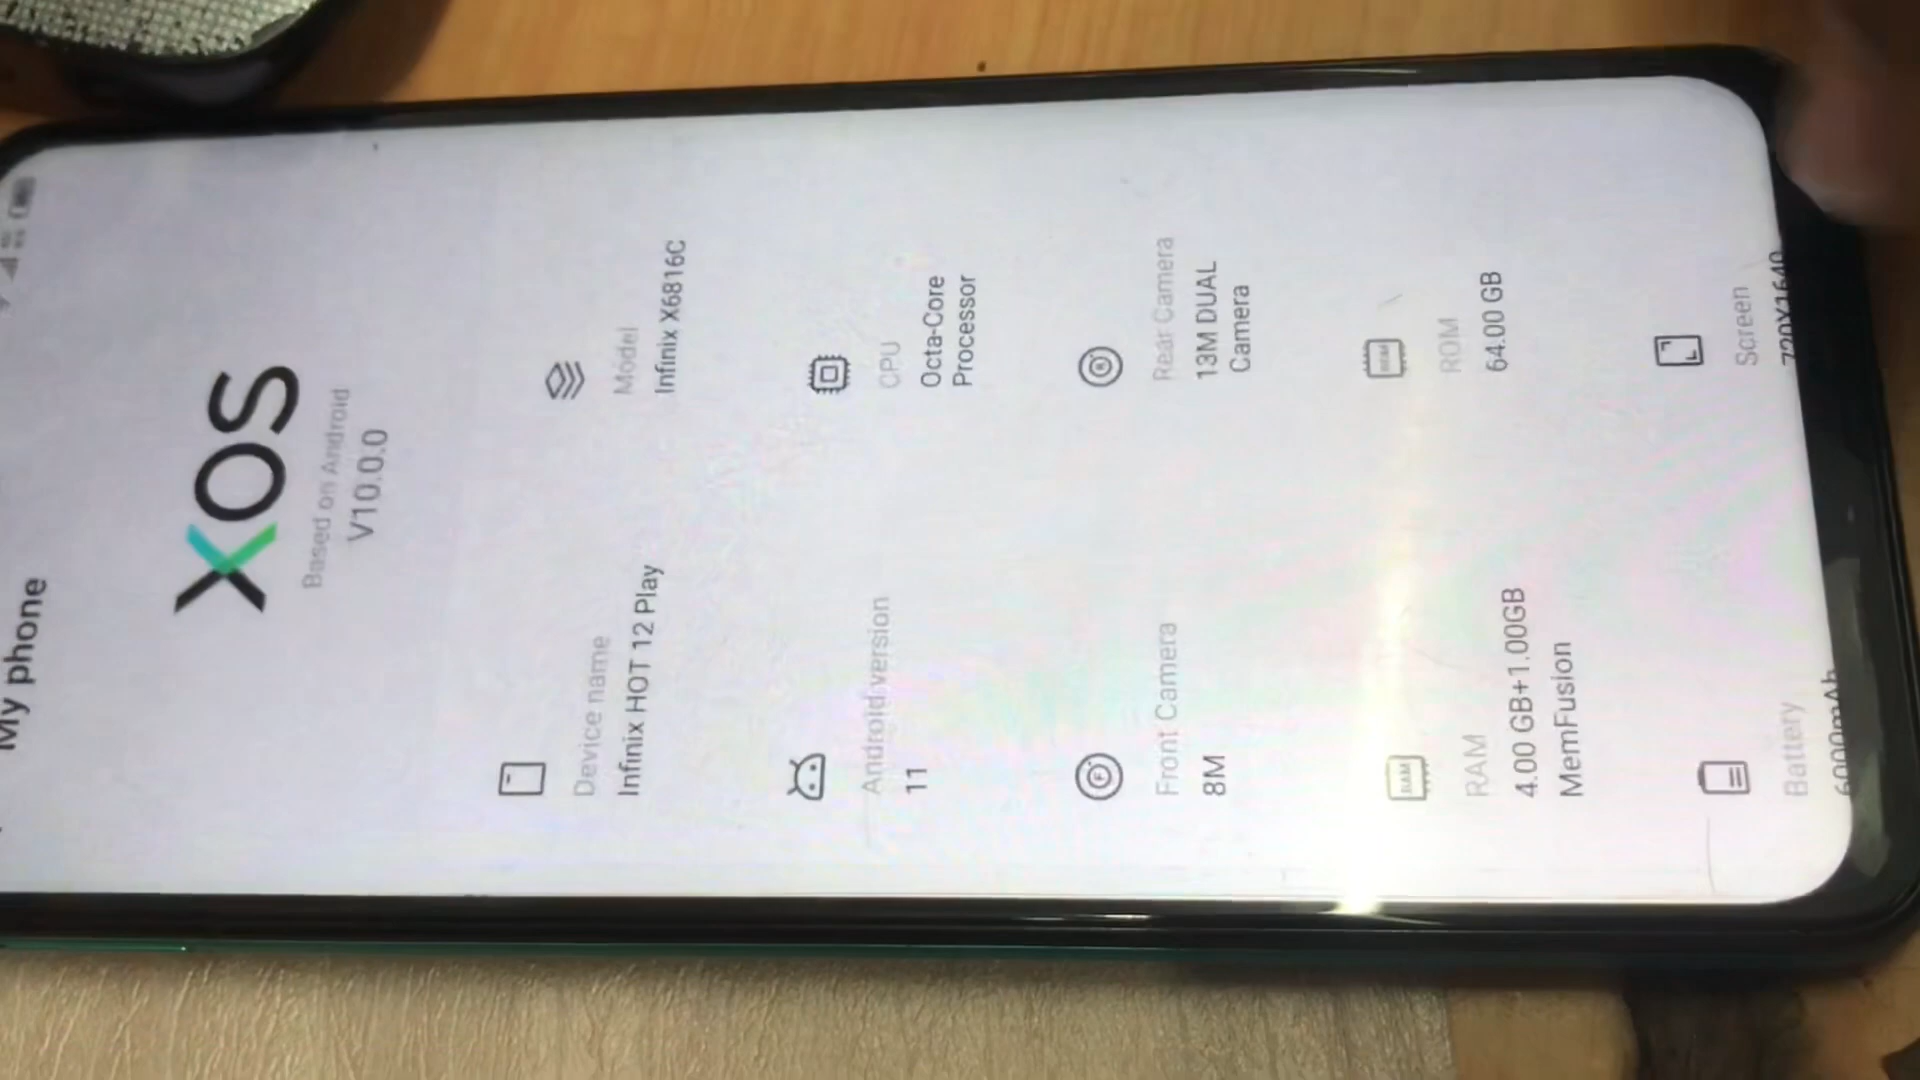 My phone
XOS
Based on Android
V10.0.0
Device name
Infinix HOT 12 Play
Model
Infinix X6816C
Android version
11
CPU
Octa-Core
Processor
Front Camera
8M
Rear Camera
13M DUAL
Camera
RAM
4.00 GB+1.00GB
MemFusion
ROM
64.00 GB
Battery
6000mAh
Screen
720X1640